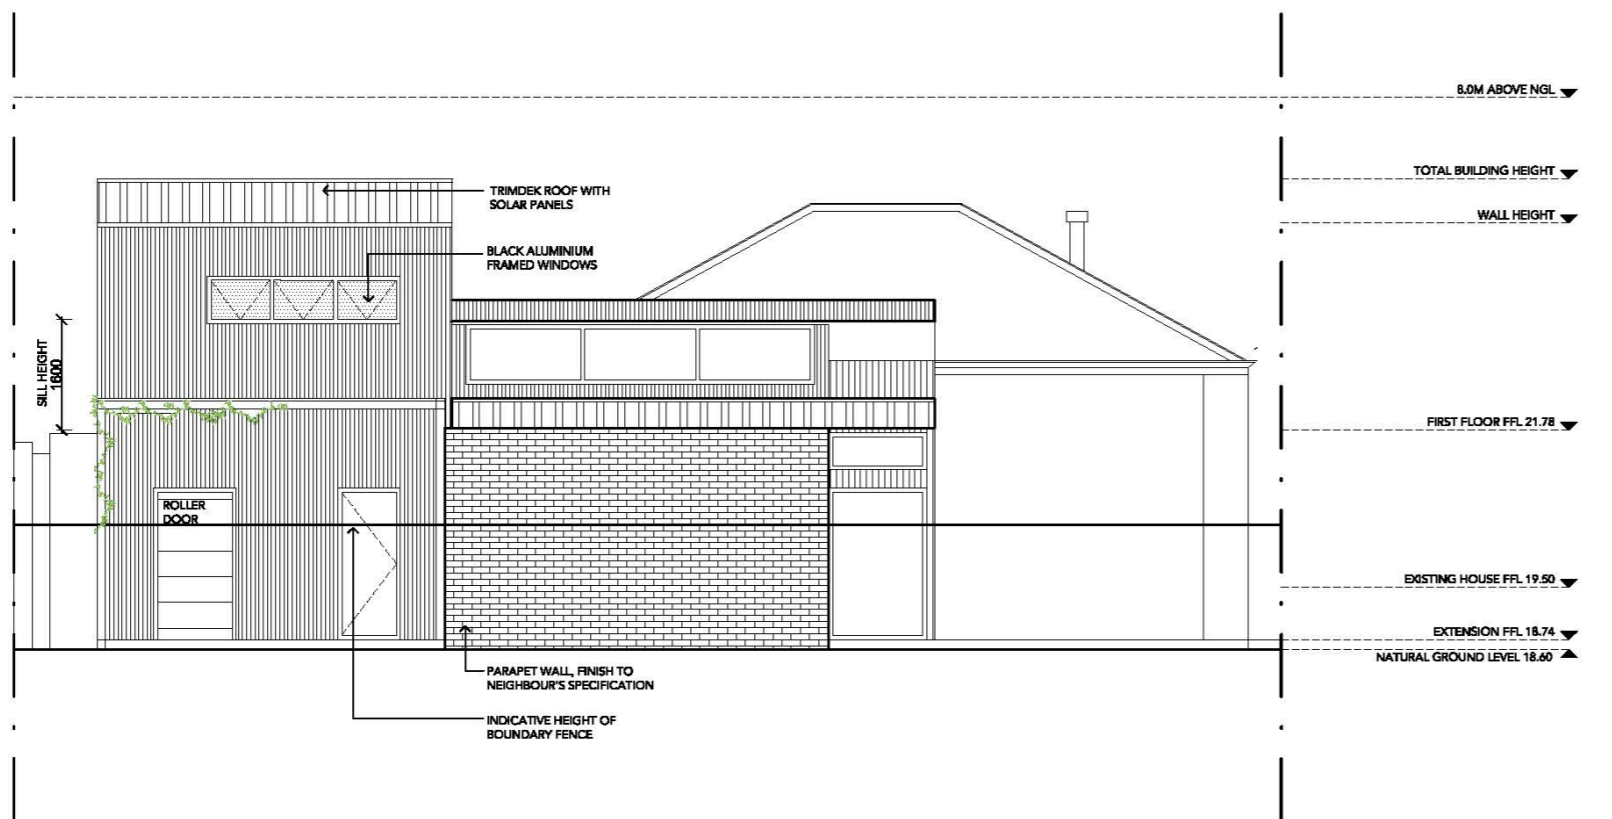 8.0M ABOVE NGL
TOTAL BUILDING HEIGHT
TRIMDEK ROOF WITH
SOLAR PANELS
WALL HEIGHT
BLACK ALUMINIUM
FRAMED WINDOWS
SILL HEIGHT
1600
FIRST FLOOR FFL 21.78
ROLLER
DOOR
EXISTING HOUSE FFL 19.50
EXTENSION FFL 18.74
NATURAL GROUND LEVEL 18.60
PARAPET WALL, FINISH TO
NEIGHBOUR'S SPECIFICATION
INDICATIVE HEIGHT OF
BOUNDARY FENCE